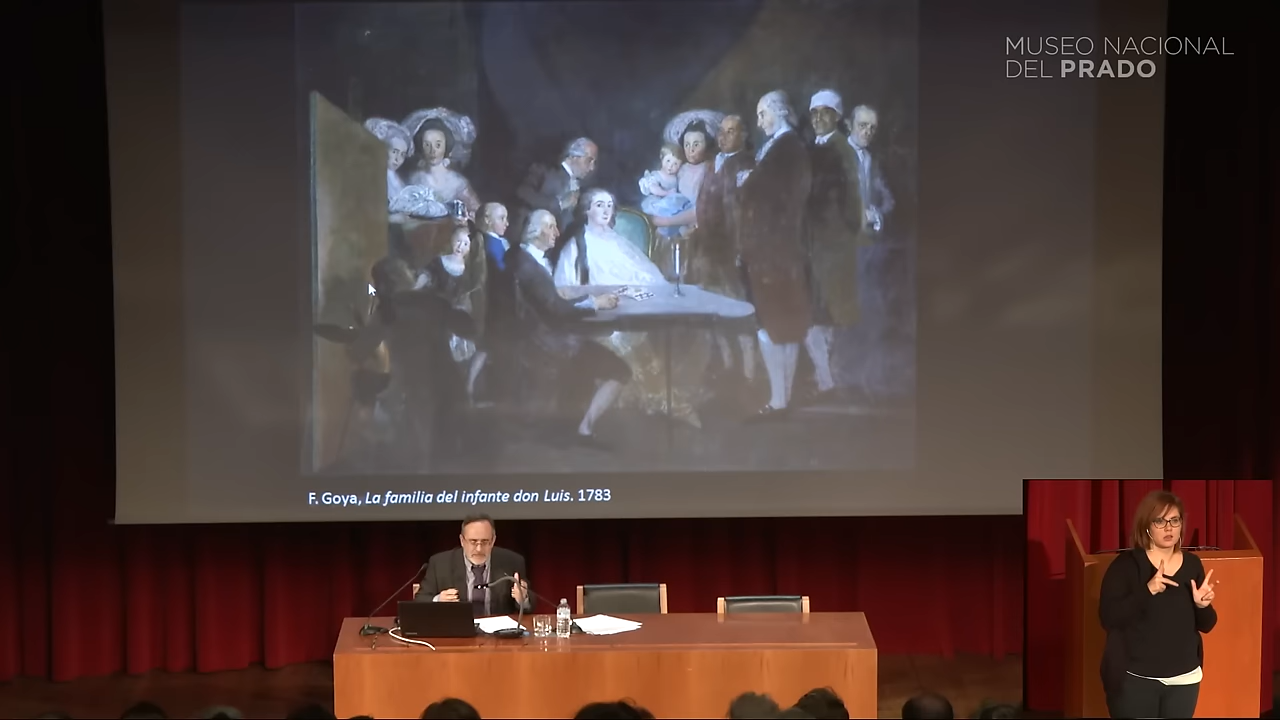 MUSEO NACIONAL
DEL PRADO
F. Goya, La familia del infante don Luis. 1783